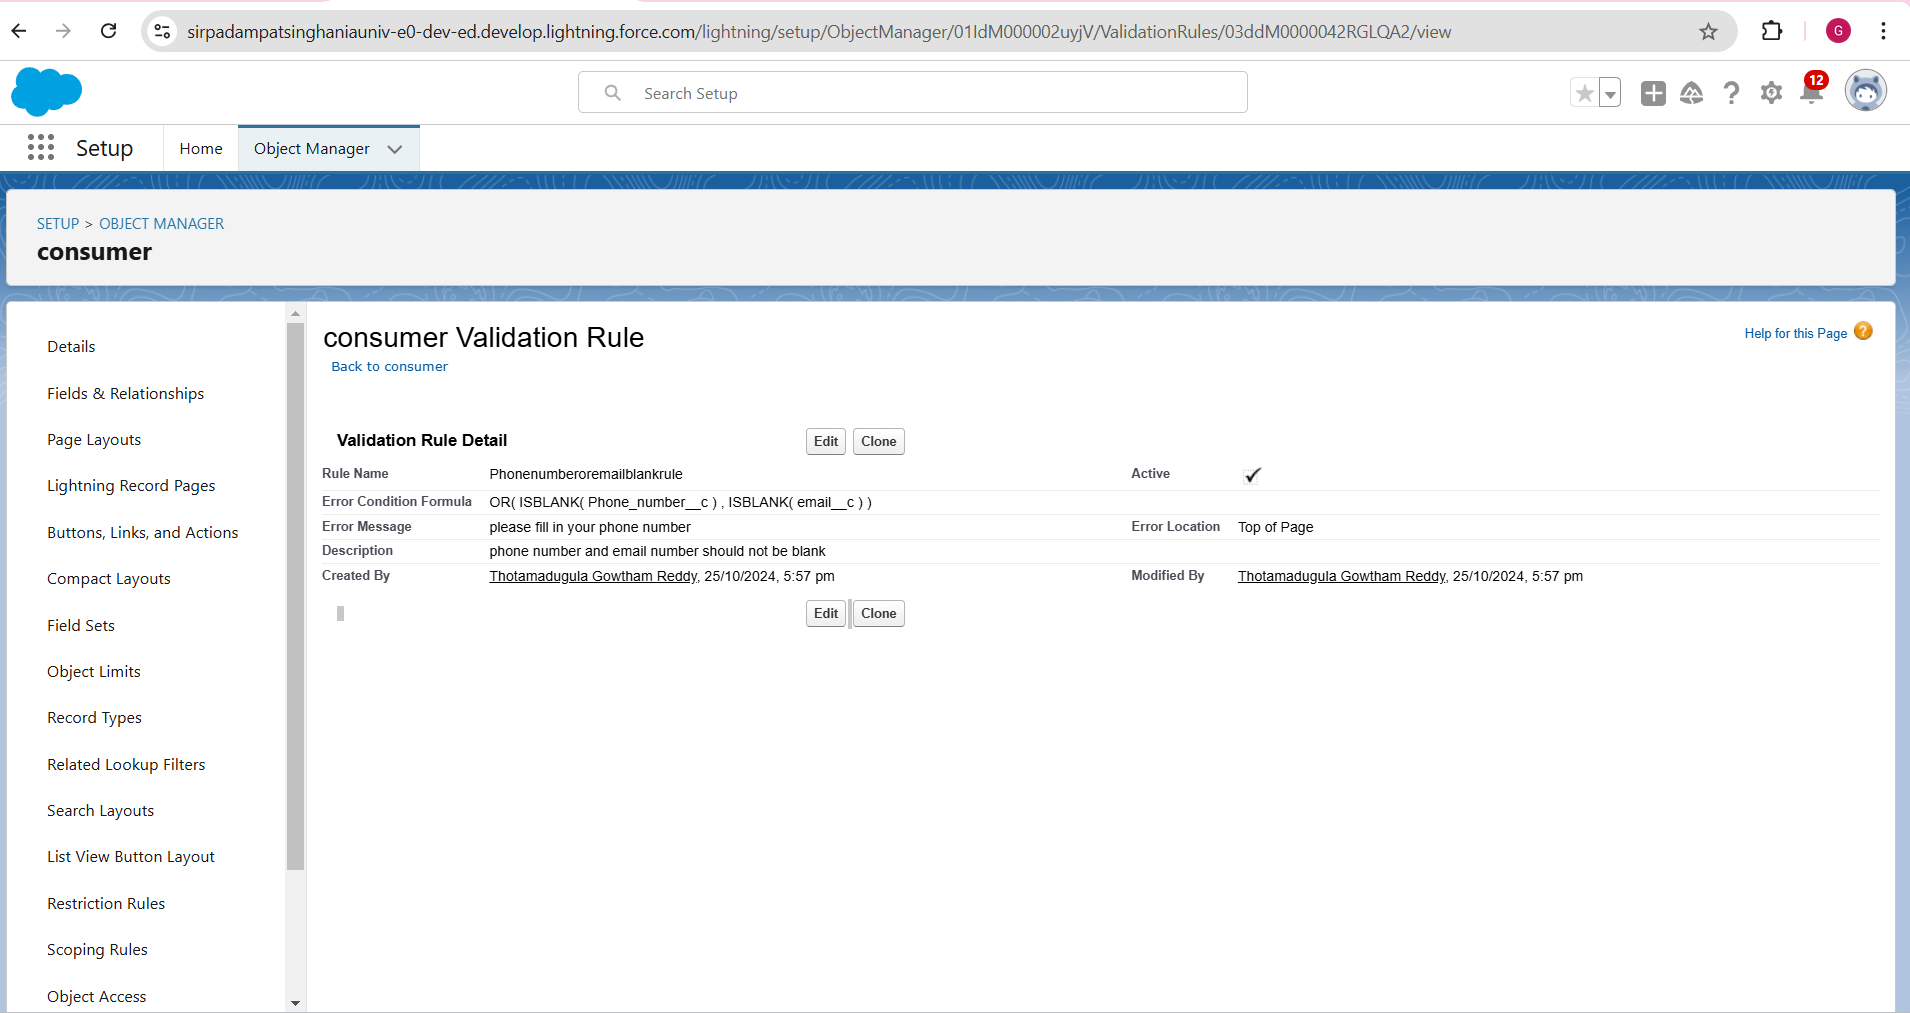 sirpadampatsinghaniauniv-e0-dev-ed.develop.lightning.force.com/lightning/setup/ObjectManager/01IdM000002uyjV/ValidationRules/03ddM0000042RGLQA2/view
G
Search Setup
12
Setup
Home
Object Manager
SETUP > OBJECT MANAGER
consumer
Details
Fields & Relationships
Page Layouts
Lightning Record Pages
Buttons, Links, and Actions
Compact Layouts
Field Sets
Object Limits
Record Types
Related Lookup Filters
Search Layouts
List View Button Layout
Restriction Rules
Scoping Rules
Object Access
consumer Validation Rule
Help for this Page
Back to consumer
Validation Rule Detail
Edit Clone
Rule Name Phonenumberoremailblankrule Active
Error Condition Formula OR( ISBLANK( Phone_number__c ) , ISBLANK( email__c ) )
Error Message please fill in your phone number Error Location Top of Page
Description phone number and email number should not be blank
Created By Thotamadugula Gowtham Reddy, 25/10/2024, 5:57 pm Modified By Thotamadugula Gowtham Reddy, 25/10/2024, 5:57 pm
Edit Clone